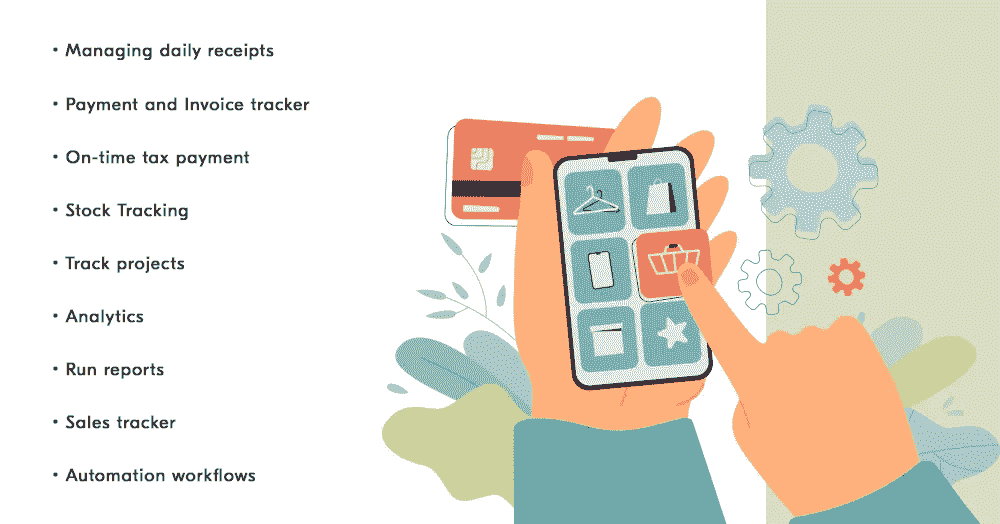 • Managing daily receipts
• Payment and Invoice tracker
• On-time tax payment
• Stock Tracking
• Track projects
• Analytics
• Run reports
• Sales tracker
• Automation workflows